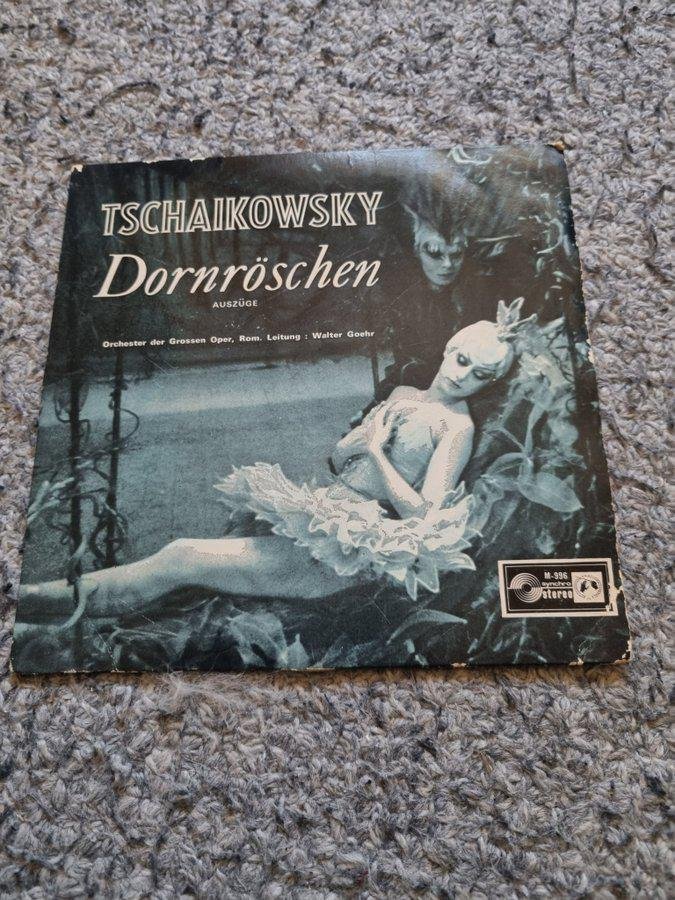 TSCHAIKOWSKY
Dornröschen
AUSZÜGE
Orchester der Grossen Oper, Rom. Leitung : Walter Goehr
M-996
synchro
stereo